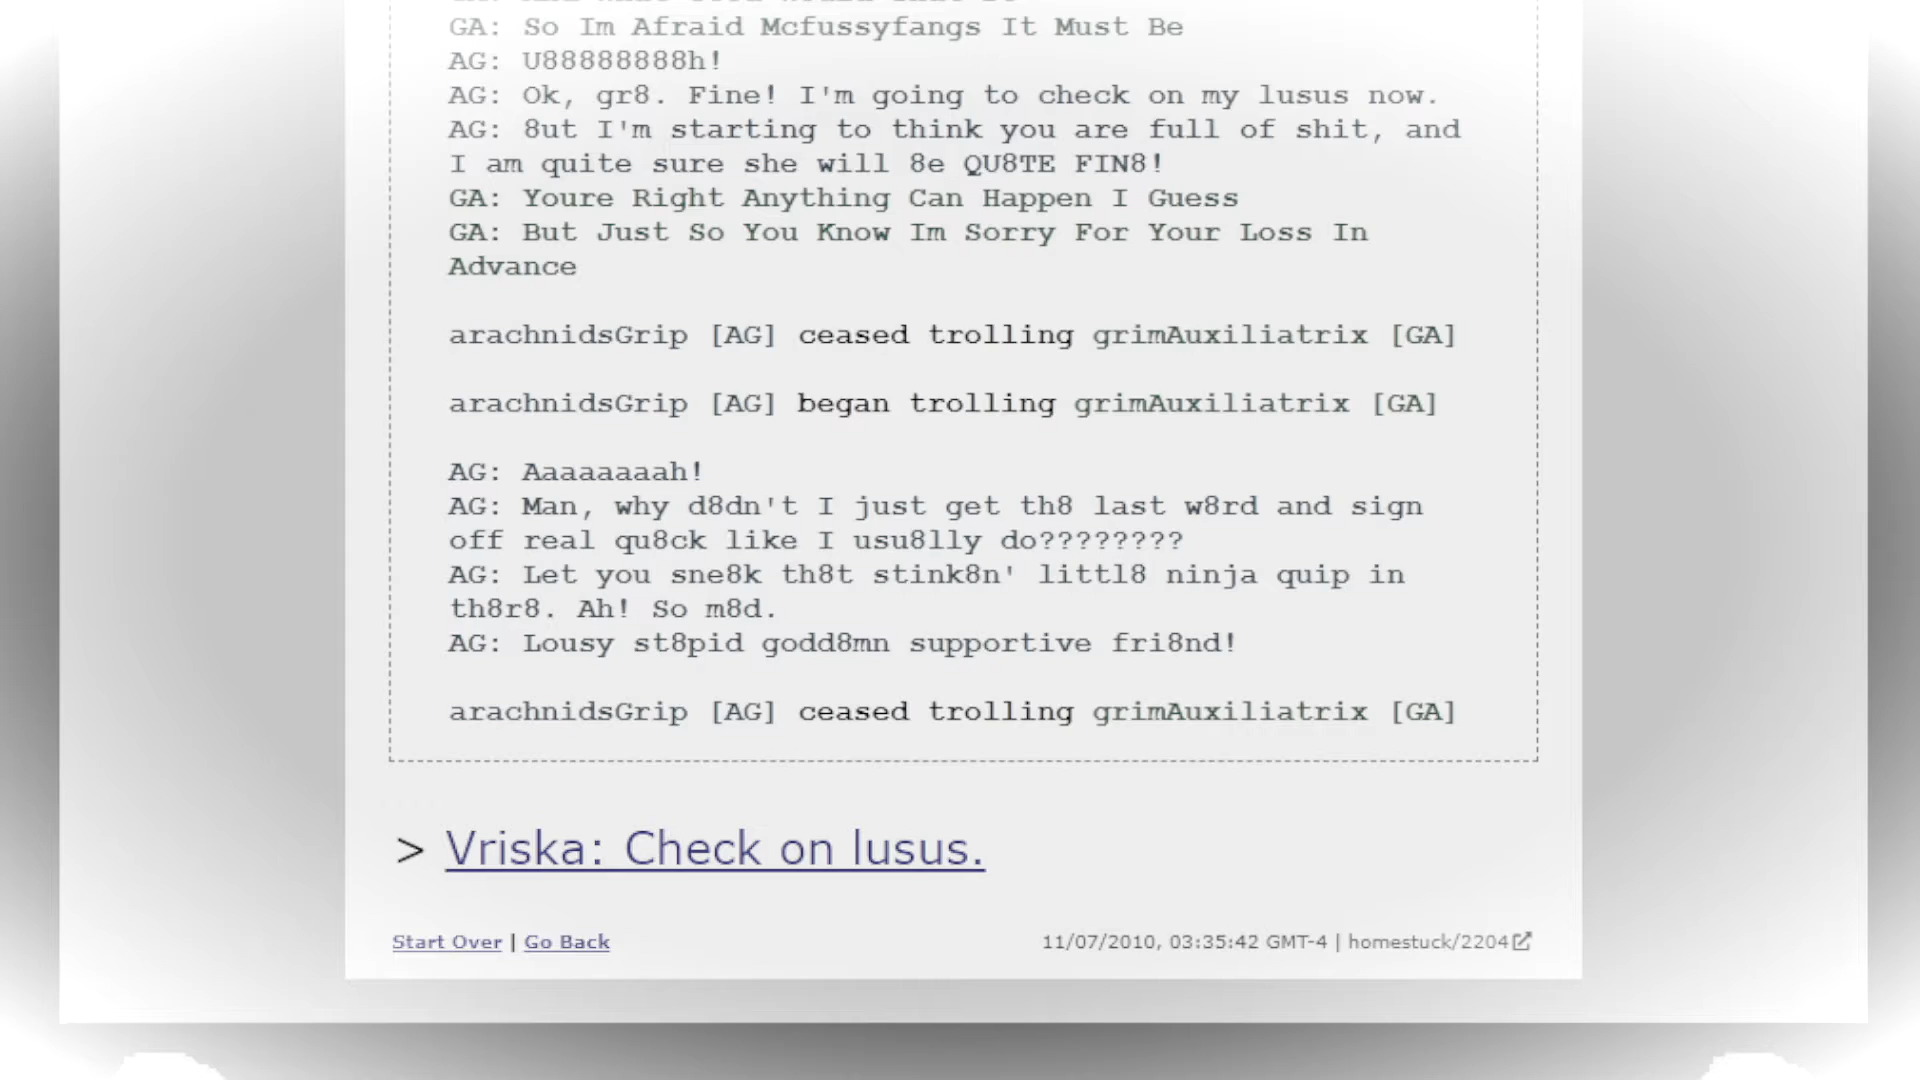 GA: So Im Afraid Mcfussyfangs It Must Be
AG: U88888888h!
AG: Ok, gr8. Fine! I'm going to check on my lusus now.
AG: 8ut I'm starting to think you are full of shit, and
I am quite sure she will 8e QU8TE FIN8!
GA: Youre Right Anything Can Happen I Guess
GA: But Just So You Know Im Sorry For Your Loss In
Advance
arachnidsGrip [AG] ceased trolling grimAuxiliatrix [GA]
arachnidsGrip [AG] began trolling grimAuxiliatrix [GA]
AG: Aaaaaaaah!
AG: Man, why d8dn't I just get th8 last w8rd and sign
off real qu8ck like I usu8lly do????????
AG: Let you sne8k th8t stink8n' littl8 ninja quip in
th8r8. Ah! So m8d.
AG: Lousy st8pid godd8mn supportive fri8nd!
arachnidsGrip [AG] ceased trolling grimAuxiliatrix [GA]
> Vriska: Check on lusus.
Start Over | Go Back
11/07/2010, 03:35:42 GMT-4 | homestuck/2204